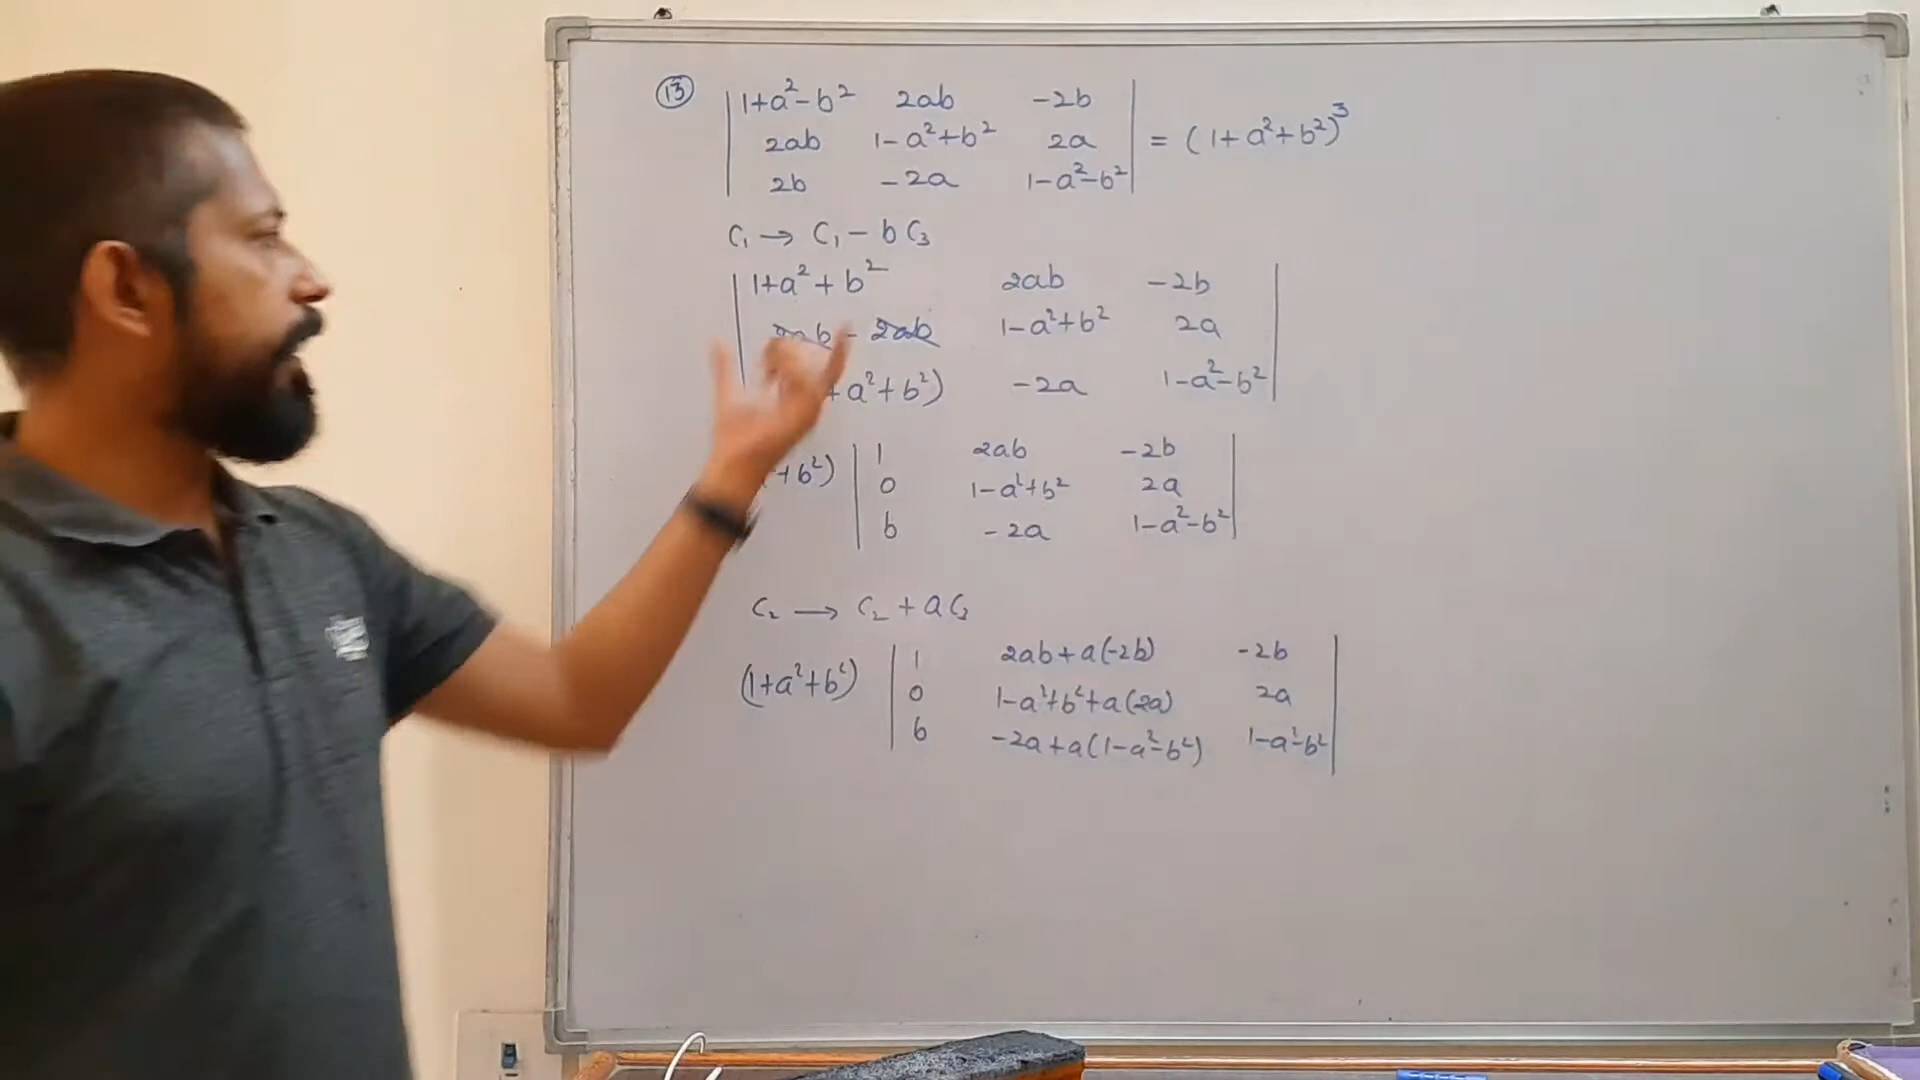 13 | 1+a²-b² 2ab -2b |
| 2ab 1-a²+b² 2a | = (1+a²+b²)³
| 2b -2a 1-a²-b² |
C₁ → C₁ - b C₃
| 1+a²+b² 2ab -2b |
| 2ab - 2ab 1-a²+b² 2a |
+a²+b²) -2a 1-a²-b² |
| 1 2ab -2b |
+b²) | 0 1-a²+b² 2a |
| b -2a 1-a²-b² |
C₂ → C₂ + a C₃
| 1 2ab+a(-2b) -2b |
(1+a²+b²) | 0 1-a²+b²+a(2a) 2a |
| b -2a+a(1-a²-b²) 1-a²-b² |